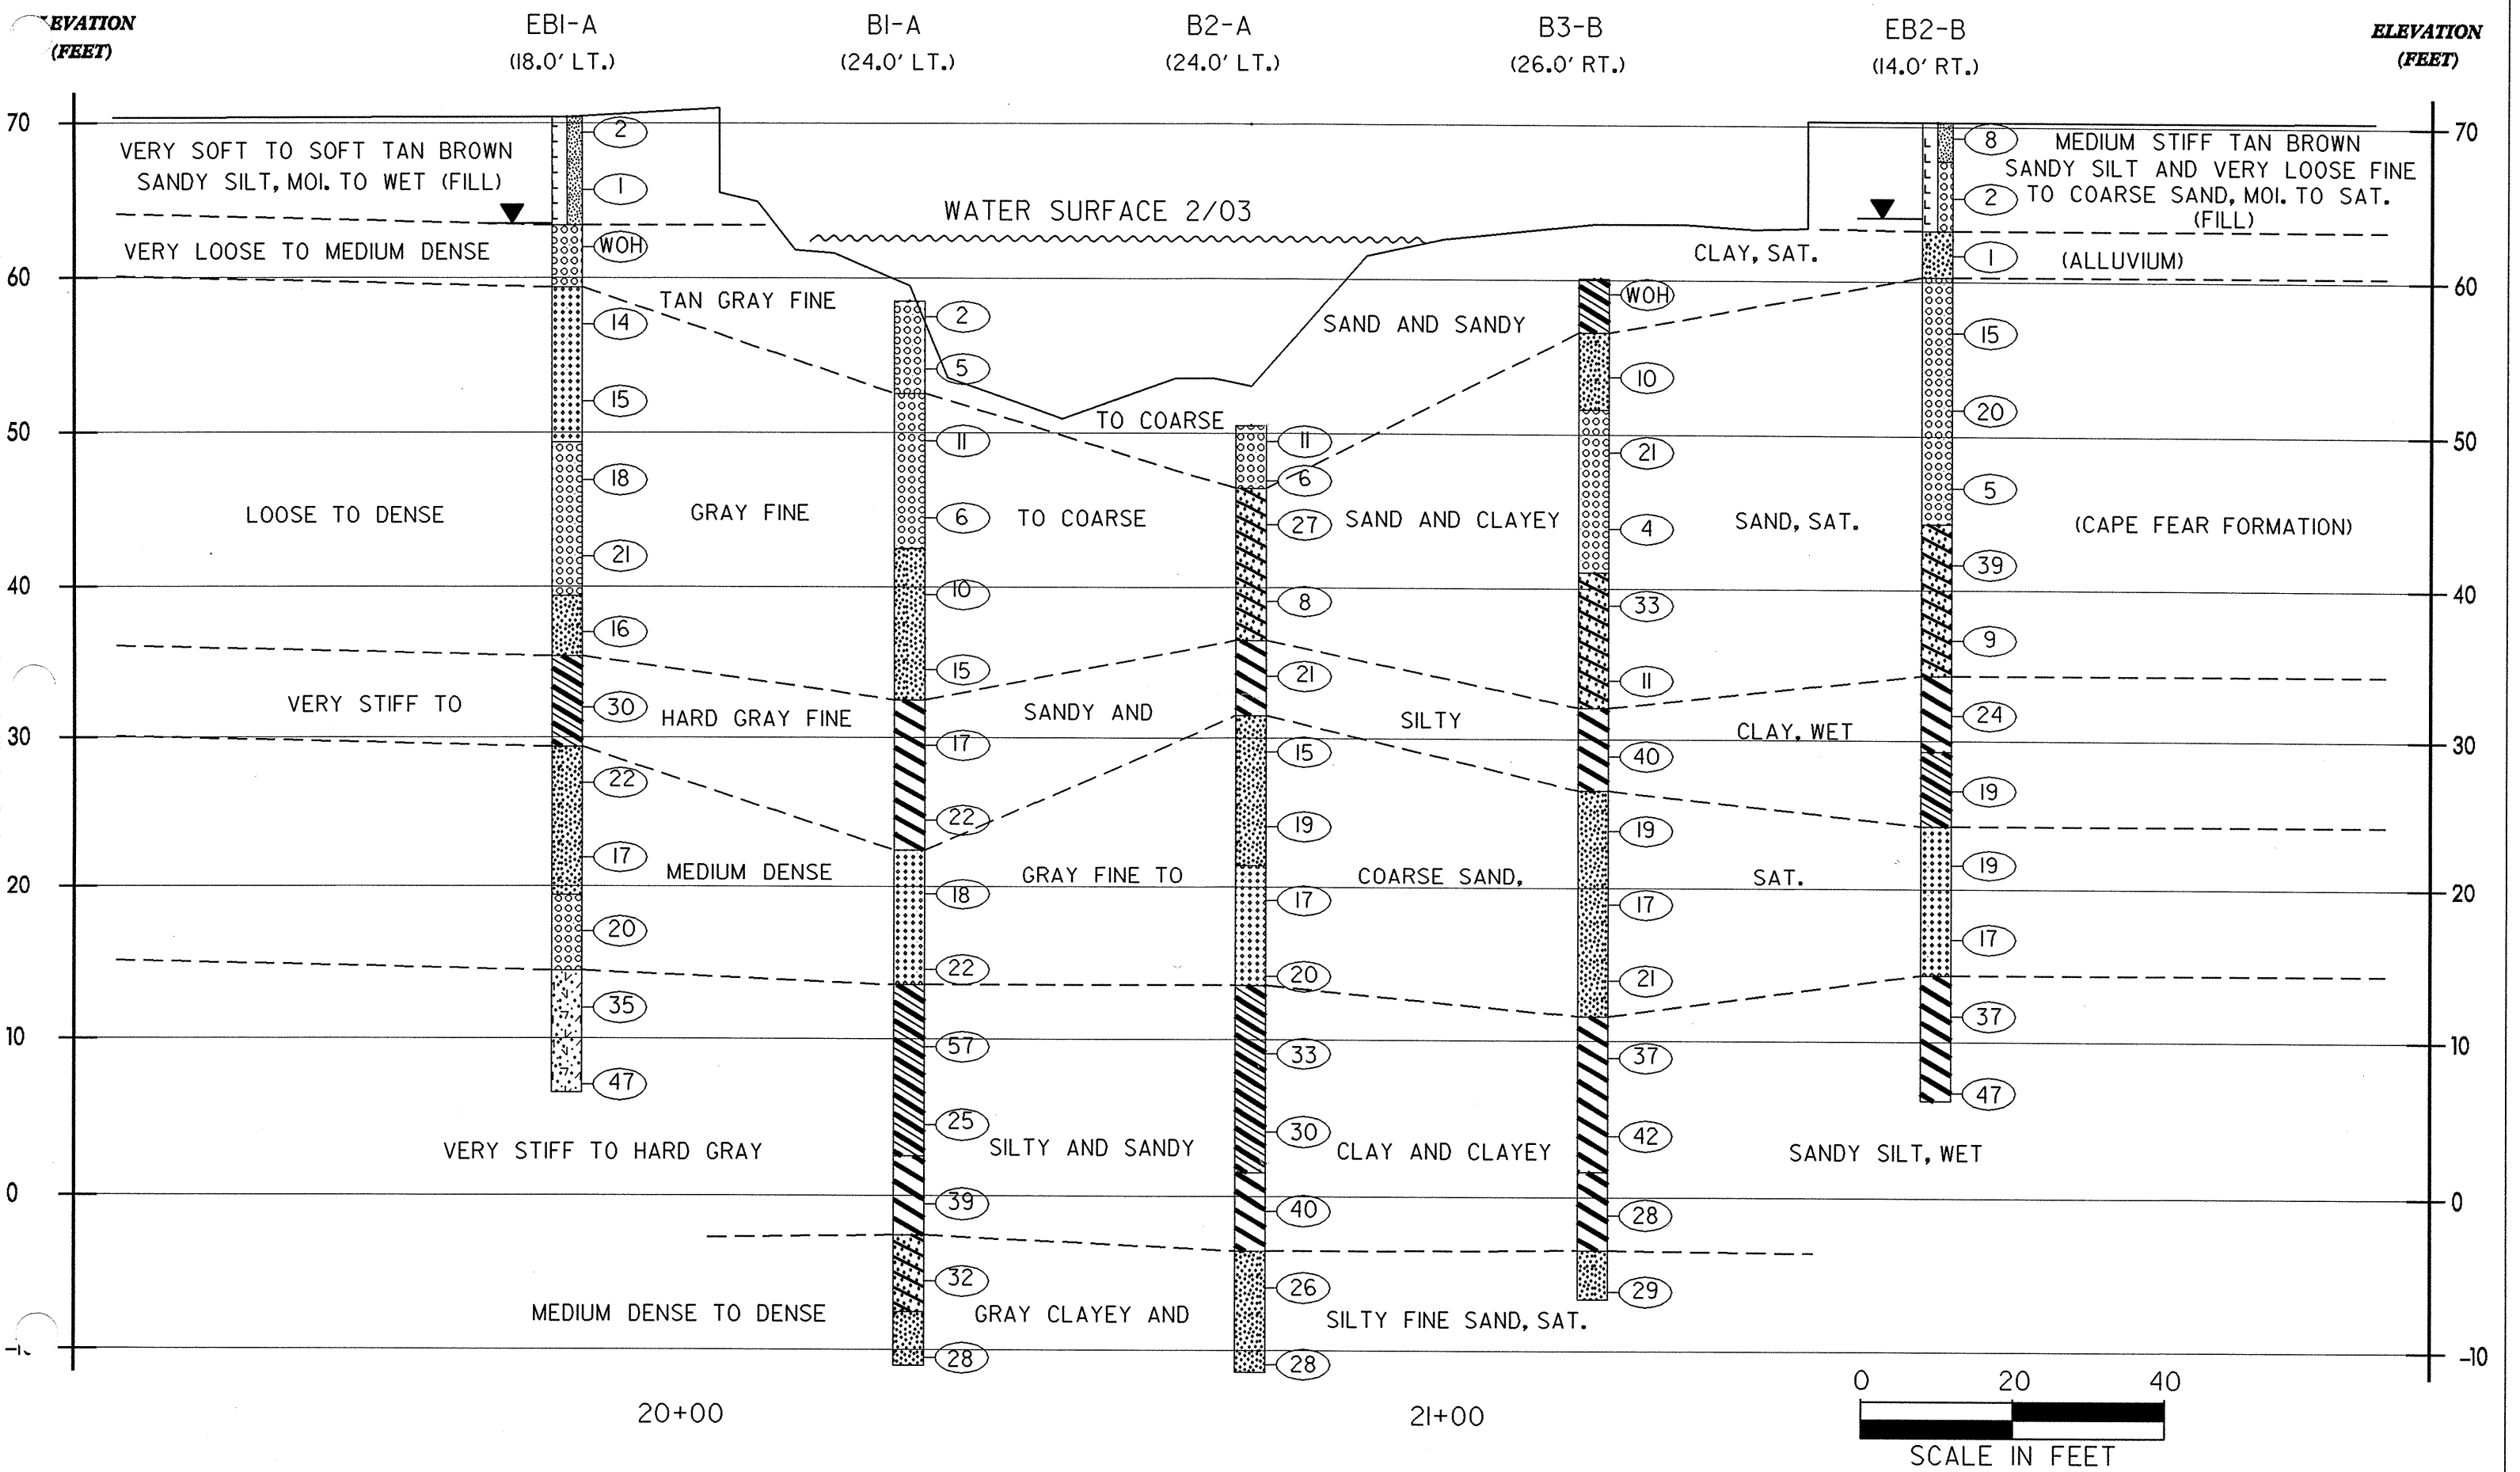 EVATION (FEET)
EB1-A (18.0' LT.)
B1-A (24.0' LT.)
B2-A (24.0' LT.)
B3-B (26.0' RT.)
EB2-B (14.0' RT.)
ELEVATION (FEET)
70
60
50
40
30
20
10
0
VERY SOFT TO SOFT TAN BROWN
SANDY SILT, MOI. TO WET (FILL)
WATER SURFACE 2/03
MEDIUM STIFF TAN BROWN
SANDY SILT AND VERY LOOSE FINE
TO COARSE SAND, MOI. TO SAT.
(FILL)
VERY LOOSE TO MEDIUM DENSE
TAN GRAY FINE
TO COARSE
SAND AND SANDY
CLAY, SAT.
(ALLUVIUM)
LOOSE TO DENSE
GRAY FINE
TO COARSE
SAND AND CLAYEY
SAND, SAT.
(CAPE FEAR FORMATION)
VERY STIFF TO
HARD GRAY FINE
SANDY AND
SILTY
CLAY, WET
MEDIUM DENSE
GRAY FINE TO
COARSE SAND,
SAT.
VERY STIFF TO HARD GRAY
SILTY AND SANDY
CLAY AND CLAYEY
SANDY SILT, WET
MEDIUM DENSE TO DENSE
GRAY CLAYEY AND
SILTY FINE SAND, SAT.
2
1
WOH
14
15
18
21
16
30
22
17
20
35
47
2
5
11
6
10
15
17
22
18
22
57
25
39
32
28
11
6
27
8
21
15
19
17
20
33
30
40
26
28
WOH
10
21
4
33
11
40
19
17
21
37
42
28
29
8
2
1
15
20
5
39
9
24
19
19
17
37
47
70
60
50
40
30
20
10
0
-10
20+00
21+00
0 20 40
SCALE IN FEET